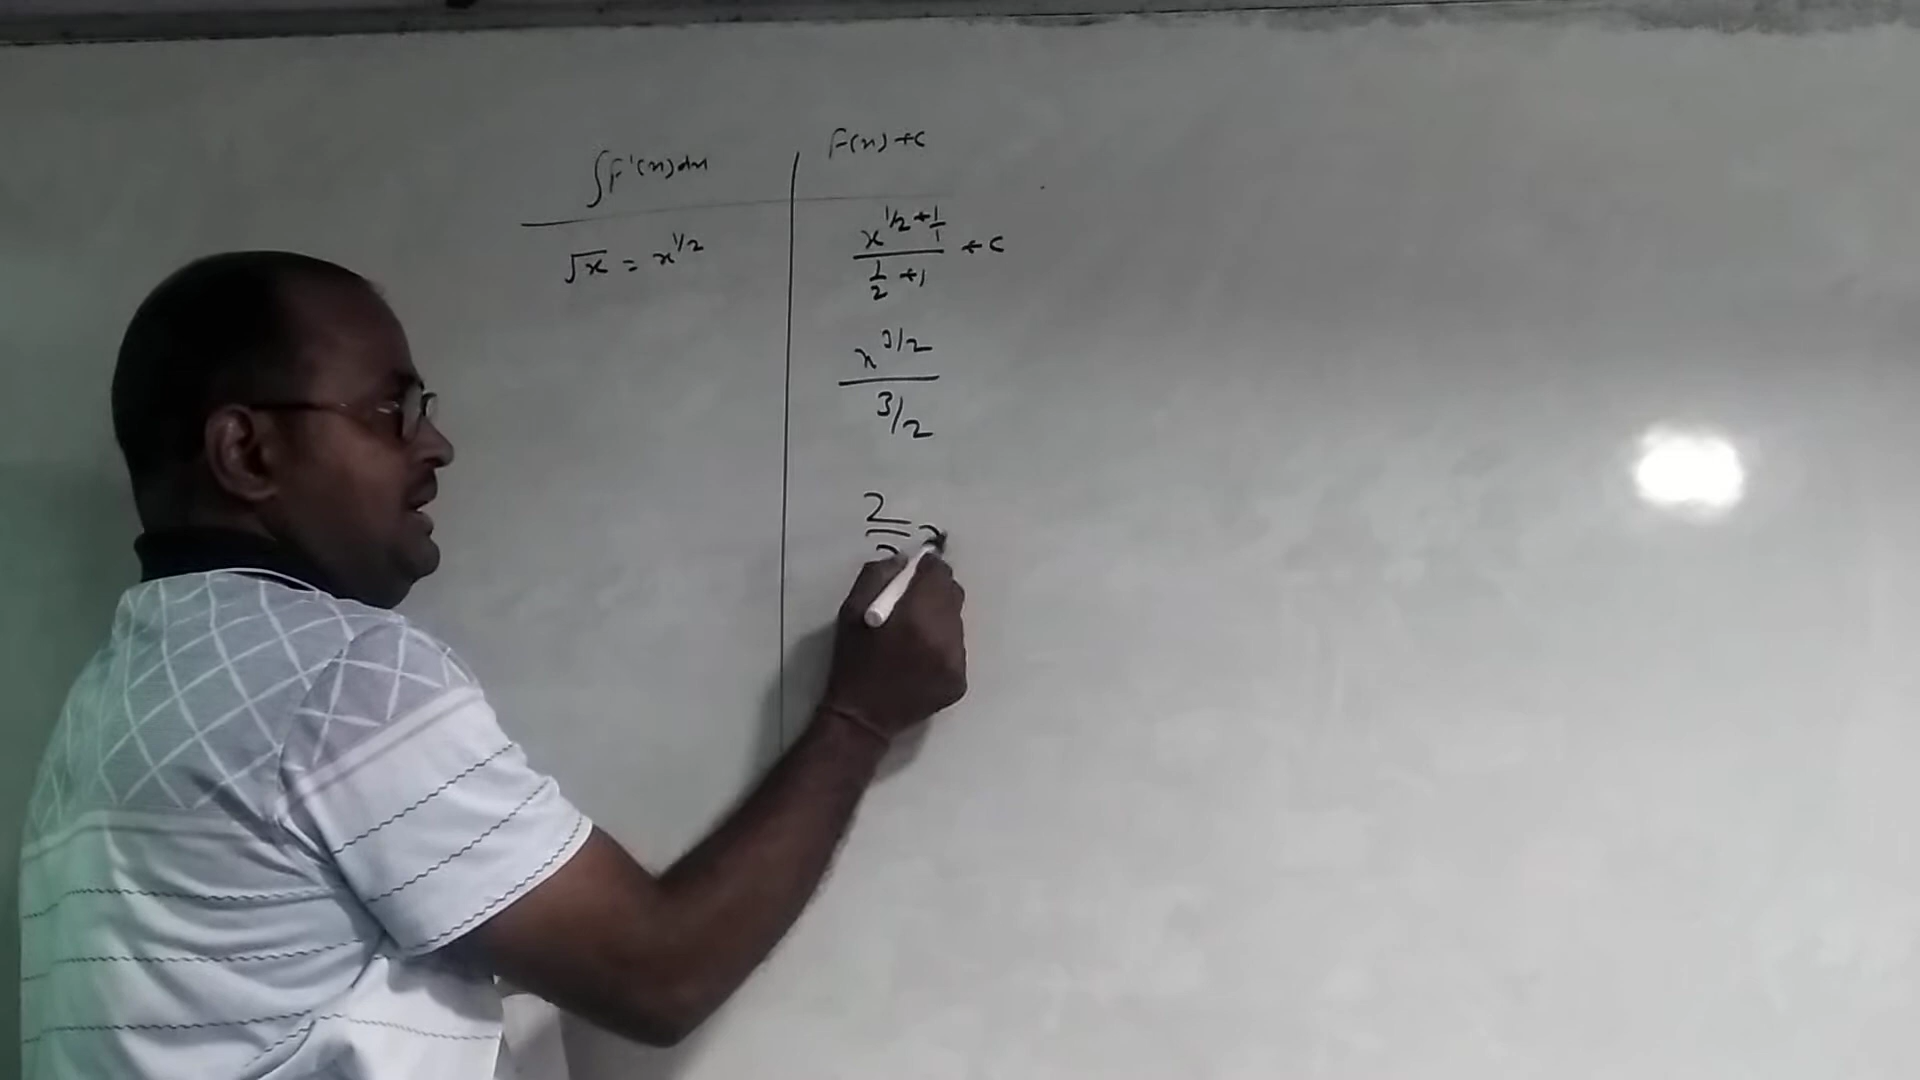 ∫F'(x)dx
F(x)+c
√x = x^1/2
x^1/2+1/1
1/2 +1
+c
x^3/2
3/2
2